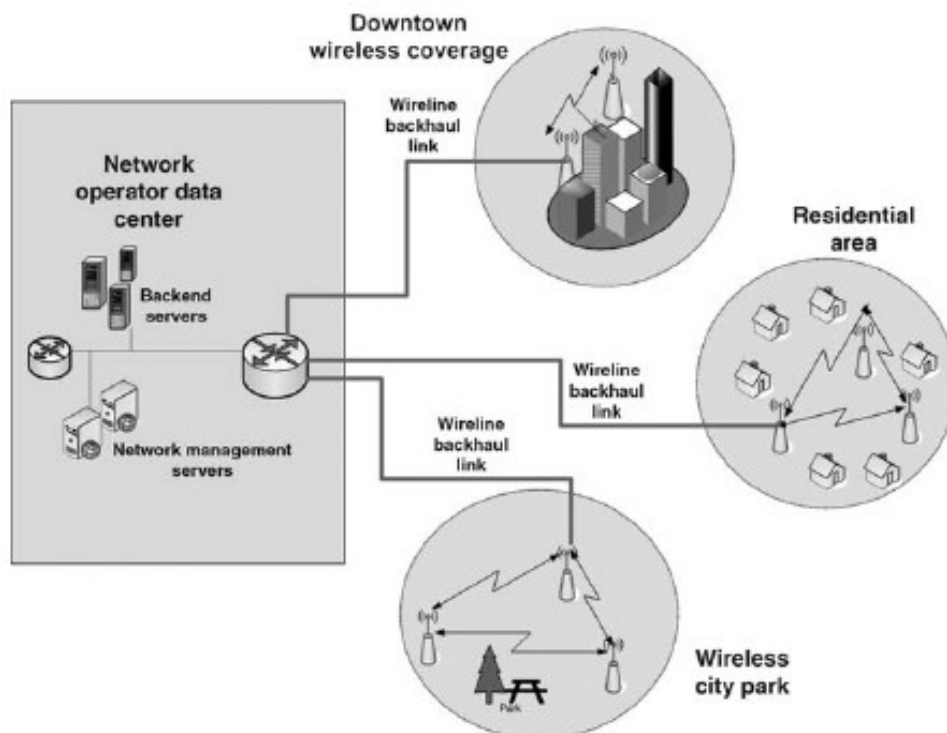 Downtown
wireless coverage
Wireline
backhaul
link
Network
operator data
center
Backend
servers
Network management
servers
Residential
area
Wireline
backhaul
link
Wireline
backhaul
link
Park
Wireless
city park